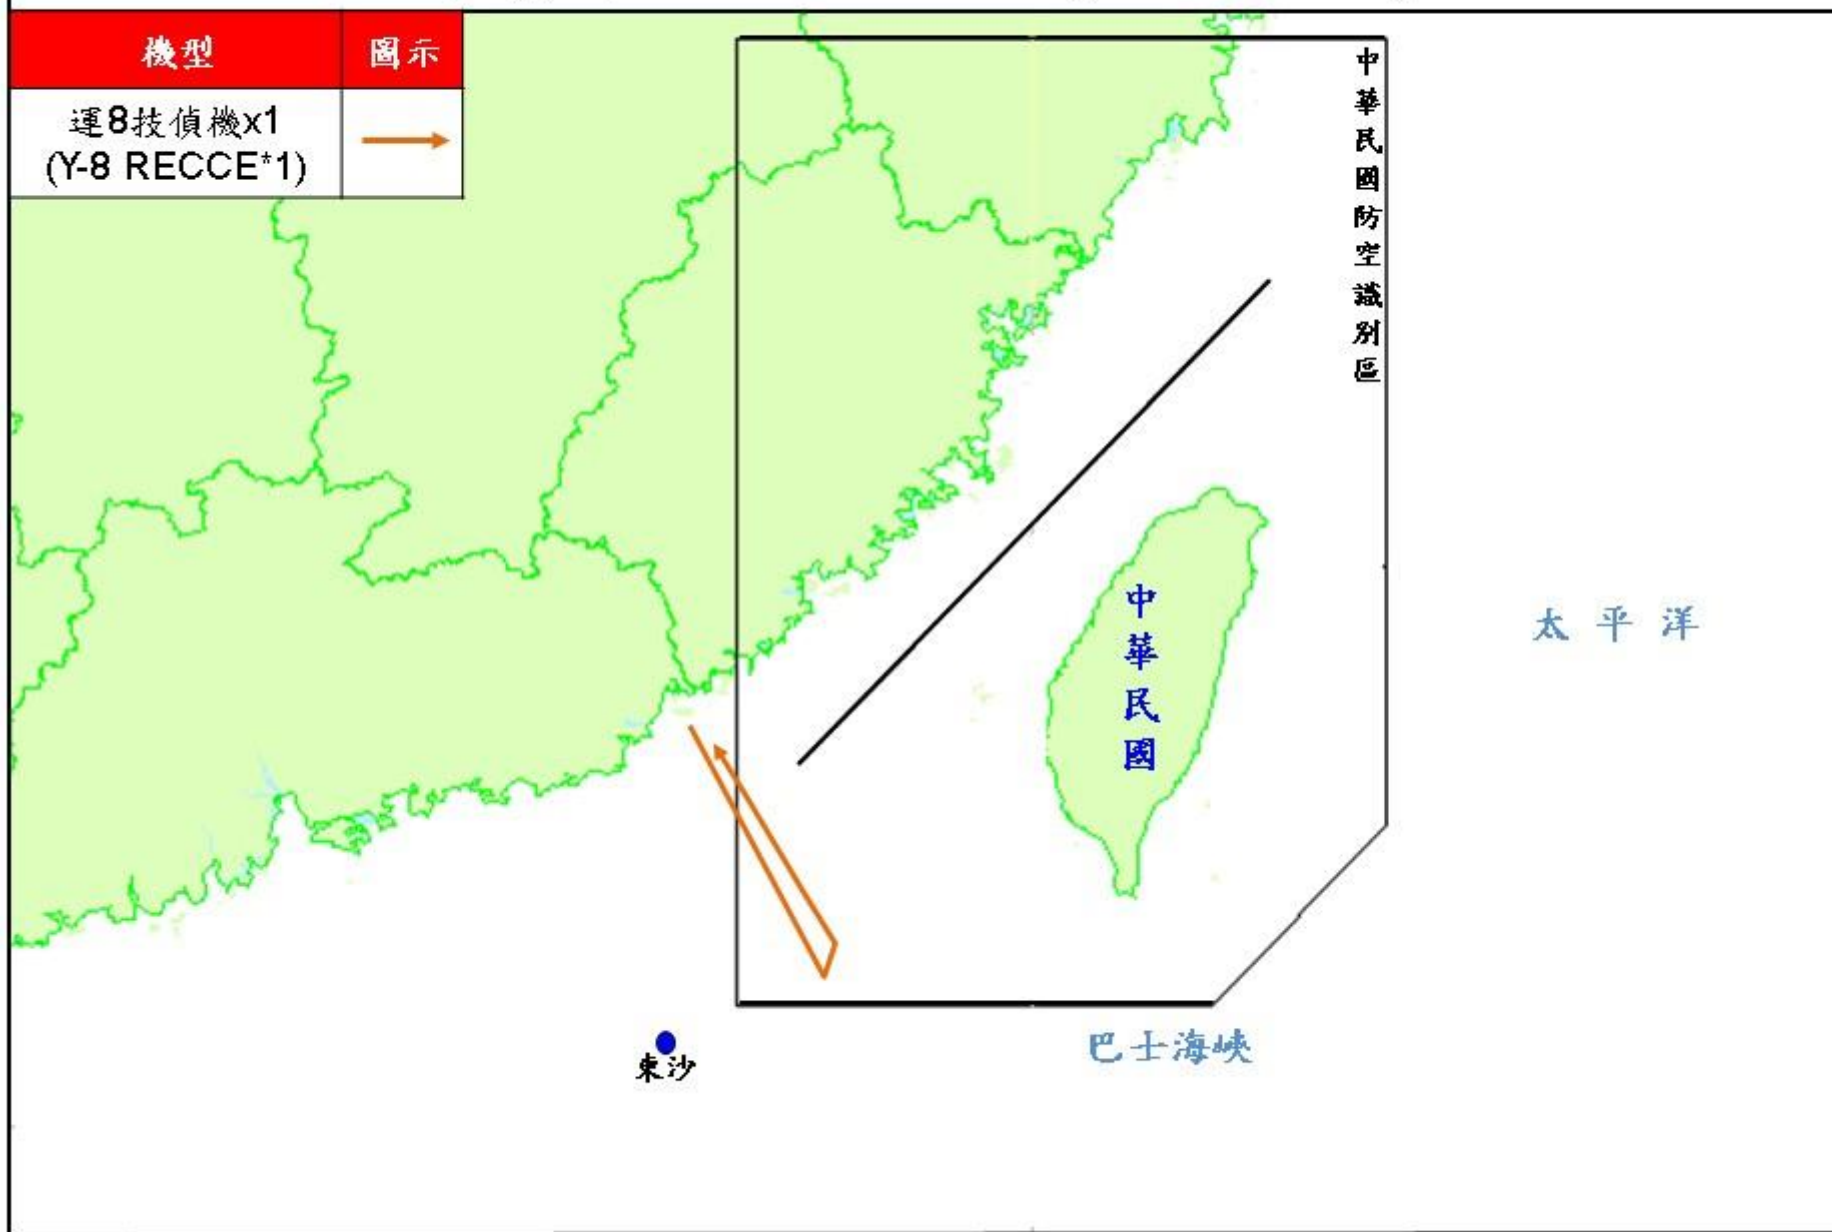 機型
圖示
運8技偵機x1
(Y-8 RECCE*1)
中華民國防空識別區
中華民國
太平洋
東沙
巴士海峽